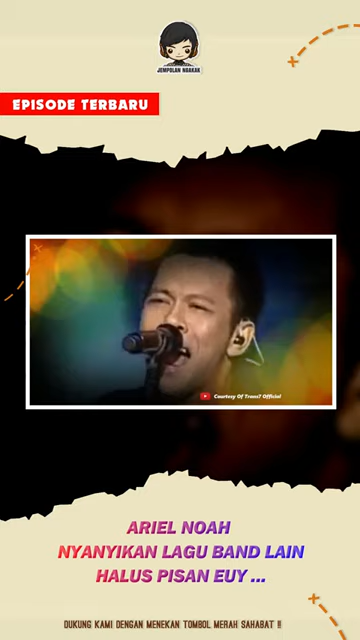 JEMPOLAN NAAKAK
EPISODE TERBARU
Courtesy Of Trans7 Official
ARIEL NOAH
NYANYIKAN LAGU BAND LAIN
HALUS PISAN EUY ...
DUKUNG KAMI DENGAN MENEKAN TOMBOL MERAH SAHABAT !!